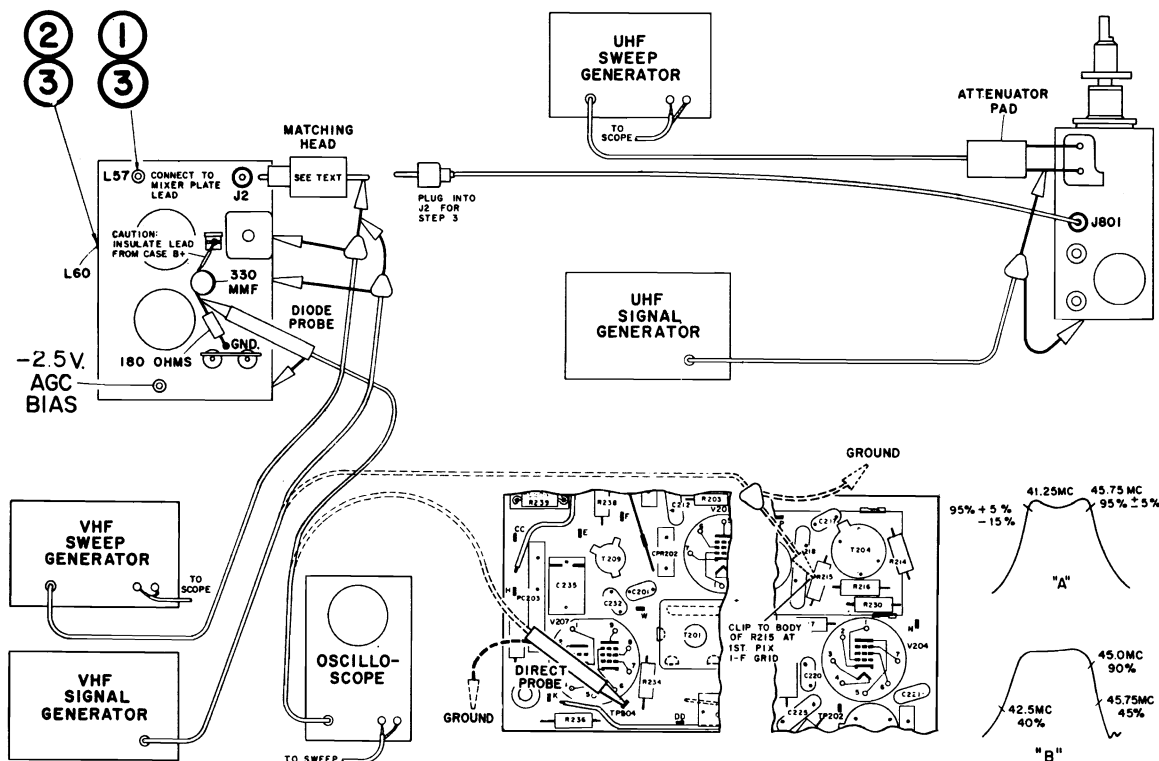 2 1
3 3
L57
CONNECT TO
MIXER PLATE
LEAD
J2
MATCHING
HEAD
SEE TEXT
CAUTION:
INSULATE LEAD
FROM CASE B+
L60
330
MMF
DIODE
PROBE
180 OHMS
GND.
-2.5V.
AGC
BIAS
PLUG INTO
J2 FOR
STEP 3
UHF
SWEEP
GENERATOR
TO
SCOPE
ATTENUATOR
PAD
J801
UHF
SIGNAL
GENERATOR
VHF
SWEEP
GENERATOR
TO
SCOPE
VHF
SIGNAL
GENERATOR
OSCILLO-
SCOPE
TO SWEEP
GROUND
DIRECT
PROBE
R239
R238
C212
R203
V20
CC
E
F
T209
CPR202
C235
C201
H
PC203
C232
W
V207
T201
R234
K
TP804
R236
DD
GROUND
C217
T204
R214
218
R215
R216
R230
CLIP TO BODY
OF R215 AT
1ST. PIX
I-F GRID
N
V204
C220
C221
C225
TP202
41.25MC
95% +5%
-15%
45.75MC
95% ±5%
"A"
45.0MC
90%
42.5MC
40%
45.75MC
45%
"B"